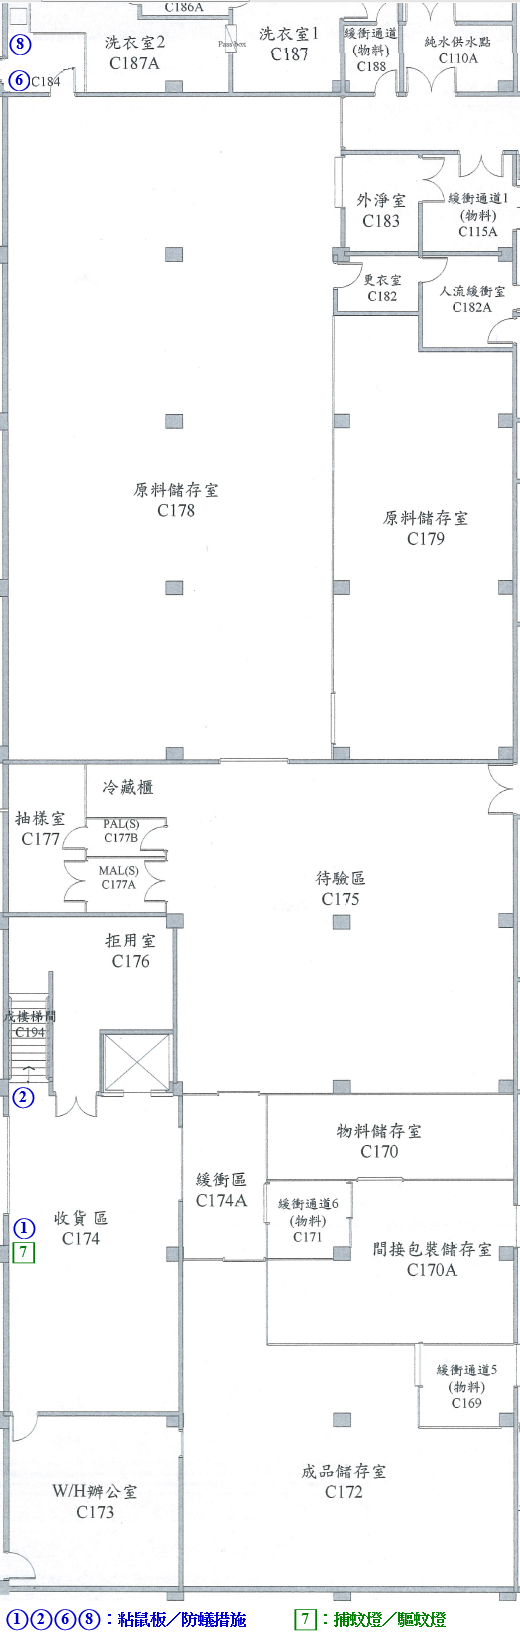 C186A
洗衣室2
C187A
Pass box
洗衣室1
C187
緩衝通道
(物料)
C188
純水供水點
C110A
⑧
⑥
C184
外淨室
C183
緩衝通道1
(物料)
C115A
更衣室
C182
人流緩衝室
C182A
原料儲存室
C178
原料儲存室
C179
冷藏櫃
抽樣室
C177
PAL(S)
C177B
MAL(S)
C177A
待驗區
C175
拒用室
C176
梯間
C194
②
物料儲存室
C170
緩衝區
C174A
緩衝通道6
(物料)
C171
①
收貨區
C174
7
間接包裝儲存室
C170A
緩衝通道5
(物料)
C169
成品儲存室
C172
W/H辦公室
C173
①②⑥⑧：粘鼠板／防蟻措施
7：捕蚊燈／驅蚊燈